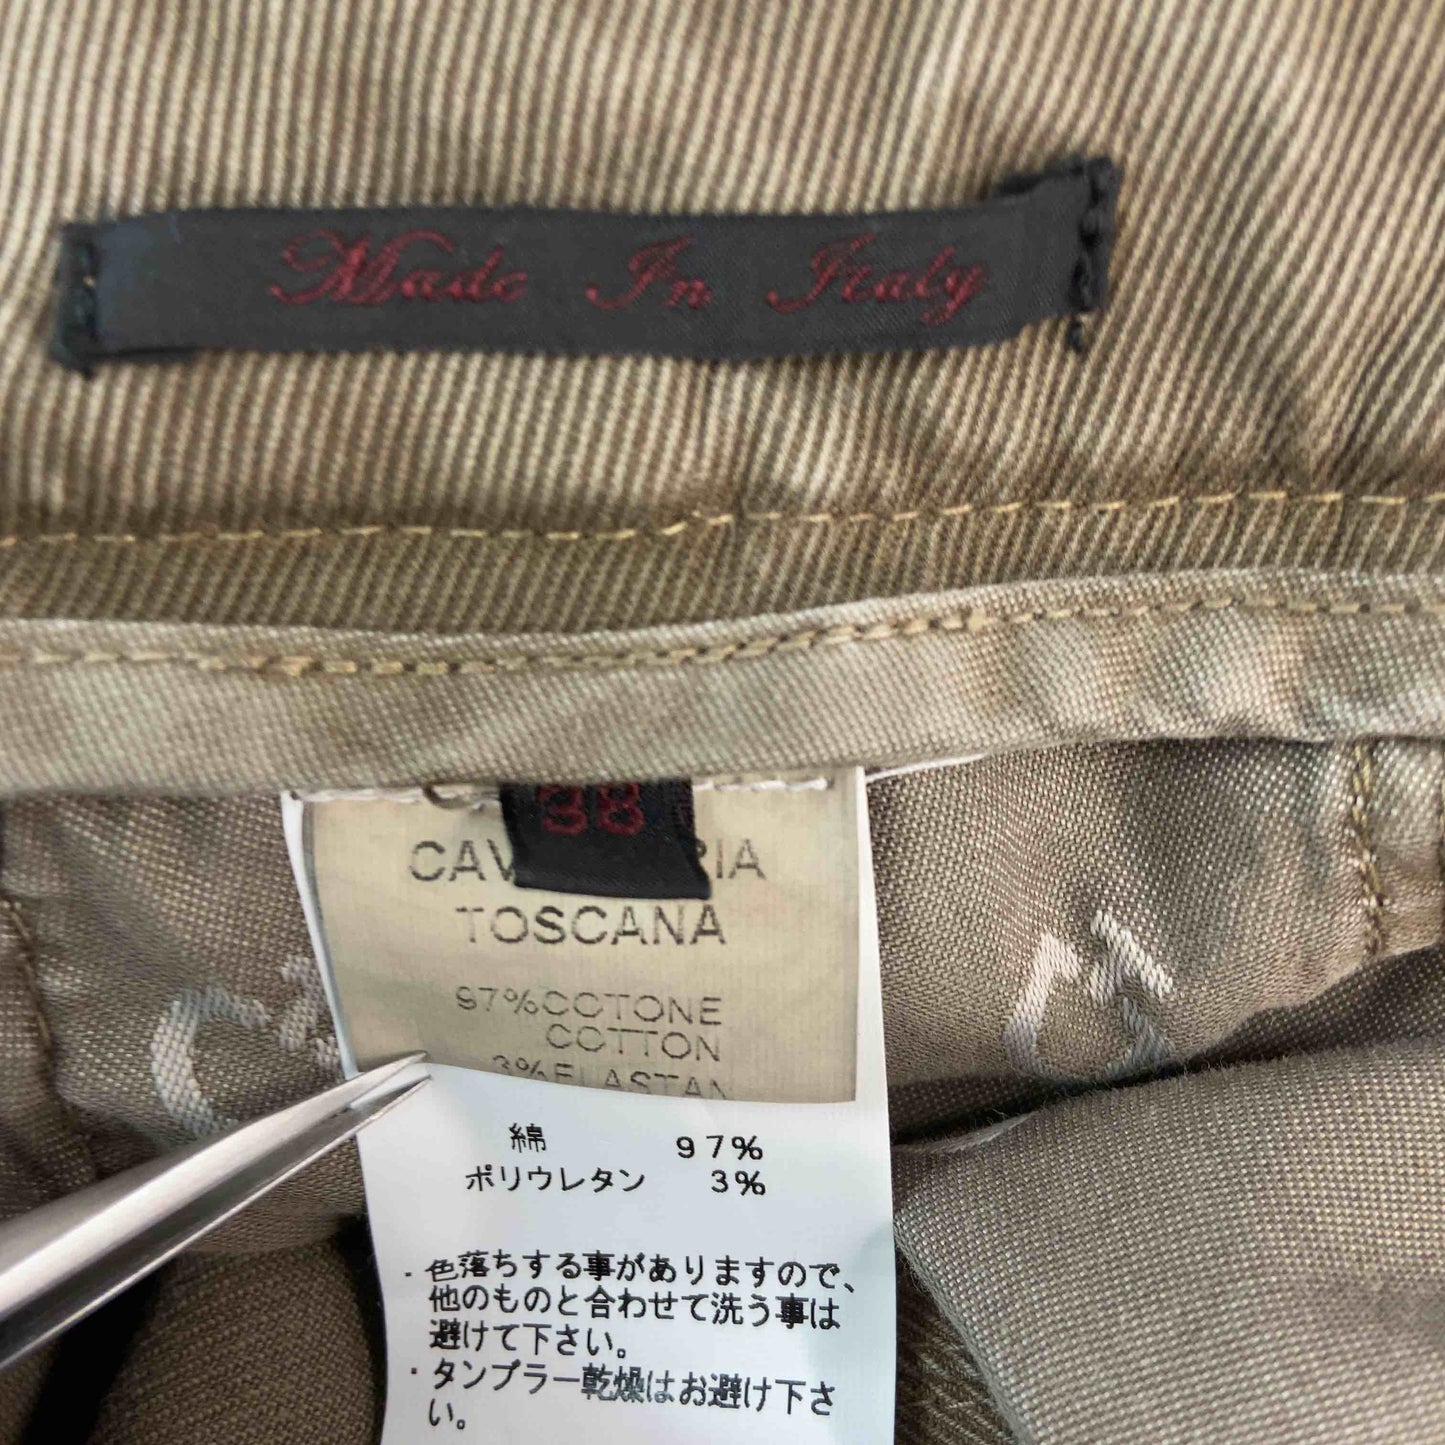 Made In Italy
38
TOSCANA
97%COTONE
COTTON
3%ELASTAN
綿 97%
ポリウレタン 3%
・色落ちする事がありますので、
他のものと合わせて洗う事は
避けて下さい。
・タンブラー乾燥はお避け下さ
い。